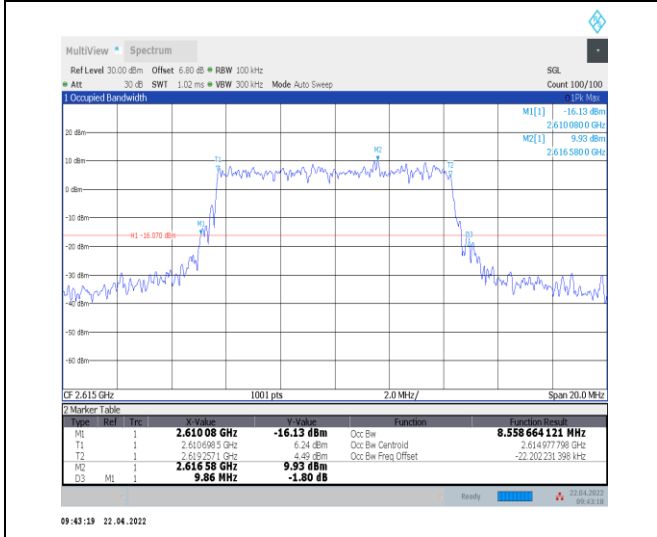 MultiView Spectrum
Ref Level 30.00 dBm Offset 6.80 dB RBW 100 kHz SGL
Att 30 dB SWT 1.02 ms VBW 300 kHz Mode Auto Sweep Count 100/100
1 Occupied Bandwidth 1Pk Max
M1[1] -16.13 dBm
2.610 080 0 GHz
M2[1] 9.93 dBm
2.616 580 0 GHz
20 dBm
M2
10 dBm
T1 T2
0 dBm
-10 dBm
M1
H1 -16.070 dBm D3
-20 dBm
-30 dBm
-40 dBm
-50 dBm
-60 dBm
CF 2.615 GHz 1001 pts 2.0 MHz/ Span 20.0 MHz
2 Marker Table
Type Ref Trc X-Value Y-Value Function Function Result
M1 1 2.610 08 GHz -16.13 dBm Occ Bw 8.558 664 121 MHz
T1 1 2.610 698 5 GHz 6.24 dBm Occ Bw Centroid 2.614 977 798 GHz
T2 1 2.619 257 1 GHz 4.49 dBm Occ Bw Freq Offset -22.202 231 398 kHz
M2 1 2.616 58 GHz 9.93 dBm
D3 M1 1 9.86 MHz -1.80 dB
Ready 22.04.2022
09:43:18
09:43:19 22.04.2022